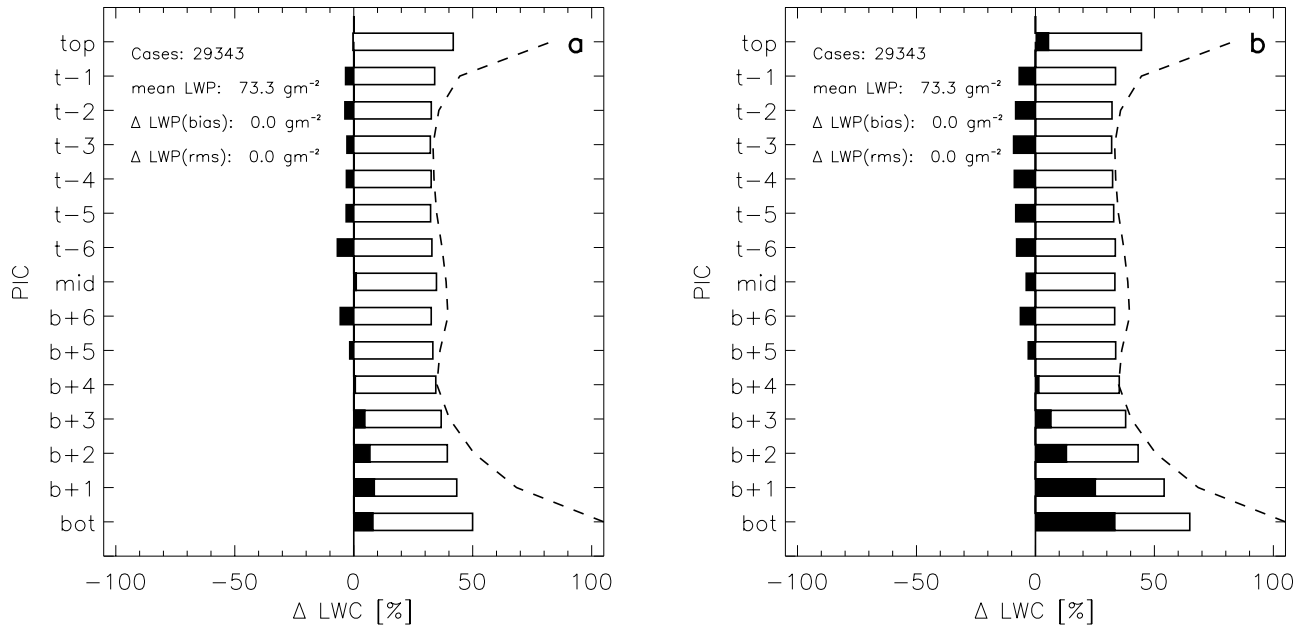 a
Cases: 29343
mean LWP: 73.3 gm⁻²
Δ LWP(bias): 0.0 gm⁻²
Δ LWP(rms): 0.0 gm⁻²
PIC
top
t−1
t−2
t−3
t−4
t−5
t−6
mid
b+6
b+5
b+4
b+3
b+2
b+1
bot
−100 −50 0 50 100
Δ LWC [%]
b
Cases: 29343
mean LWP: 73.3 gm⁻²
Δ LWP(bias): 0.0 gm⁻²
Δ LWP(rms): 0.0 gm⁻²
PIC
top
t−1
t−2
t−3
t−4
t−5
t−6
mid
b+6
b+5
b+4
b+3
b+2
b+1
bot
−100 −50 0 50 100
Δ LWC [%]